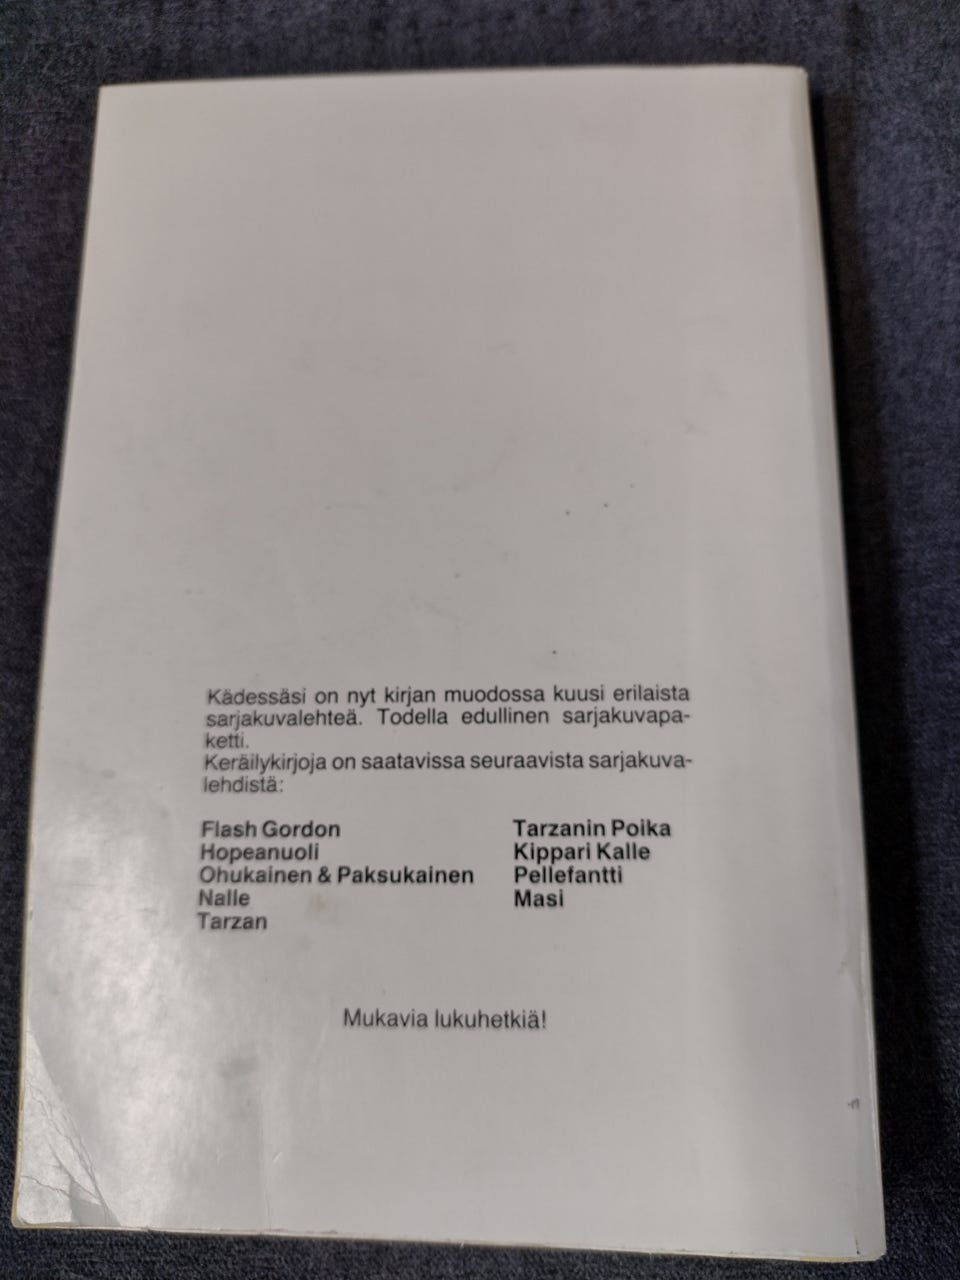 Kädessäsi on nyt kirjan muodossa kuusi erilaista
sarjakuvalehteä. Todella edullinen sarjakuvapa-
ketti.
Keräilykirjoja on saatavissa seuraavista sarjakuva-
lehdistä:
Flash Gordon
Hopeanuoli
Ohukainen & Paksukainen
Nalle
Tarzan
Tarzanin Poika
Kippari Kalle
Pellefantti
Masi
Mukavia lukuhetkiä!